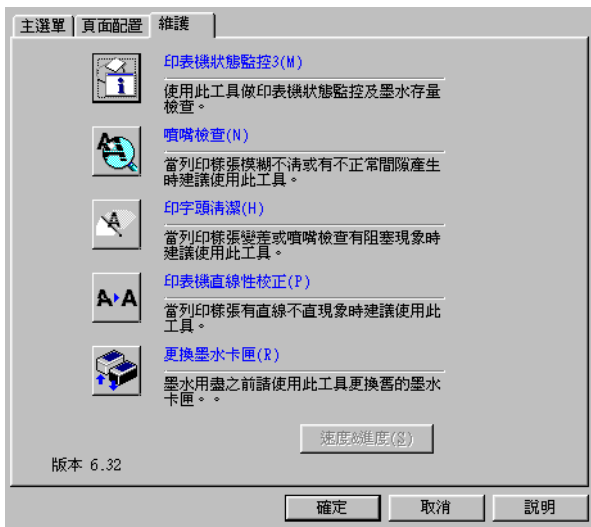 主選單 頁面配置 維護
印表機狀態監控3(M)
使用此工具做印表機狀態監控及墨水存量
檢查。
噴嘴檢查(N)
當列印樣張模糊不清或有不正常間隙產生
時建議使用此工具。
印字頭清潔(H)
當列印樣張變差或噴嘴檢查有阻塞現象時
建議使用此工具。
印表機直線性校正(P)
當列印樣張有直線不直現象時建議使用此
工具。
更換墨水卡匣(R)
墨水用盡之前請使用此工具更換舊的墨水
卡匣。。
速度&進度(S)
版本 6.32
確定 取消 説明